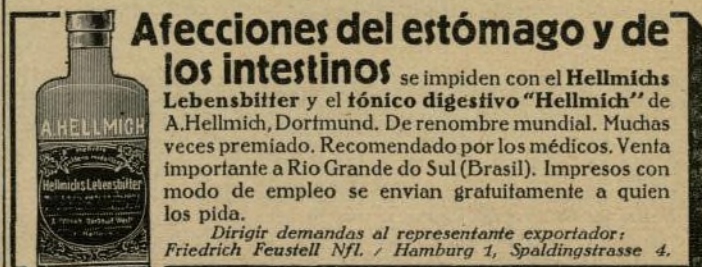 Afecciones del estómago y de
los intestinos se impiden con el Hellmichs
Lebensbitter y el tónico digestivo "Hellmich" de
A.Hellmich, Dortmund. De renombre mundial. Muchas
veces premiado. Recomendado por los médicos. Venta
importante a Rio Grande do Sul (Brasil). Impresos con
modo de empleo se envian gratuitamente a quien
los pida.
Dirigir demandas al representante exportador:
Friedrich Feustell Nfl. / Hamburg 1, Spaldingstrasse 4.
A.HELLMICH
Hellmichs Lebensbitter